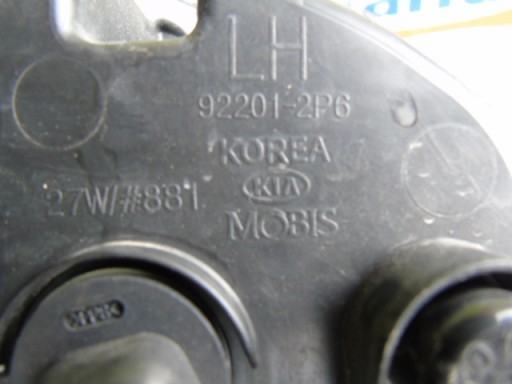 LH
92201-2P6
KOREA
KIA
27W/#881
MOBIS